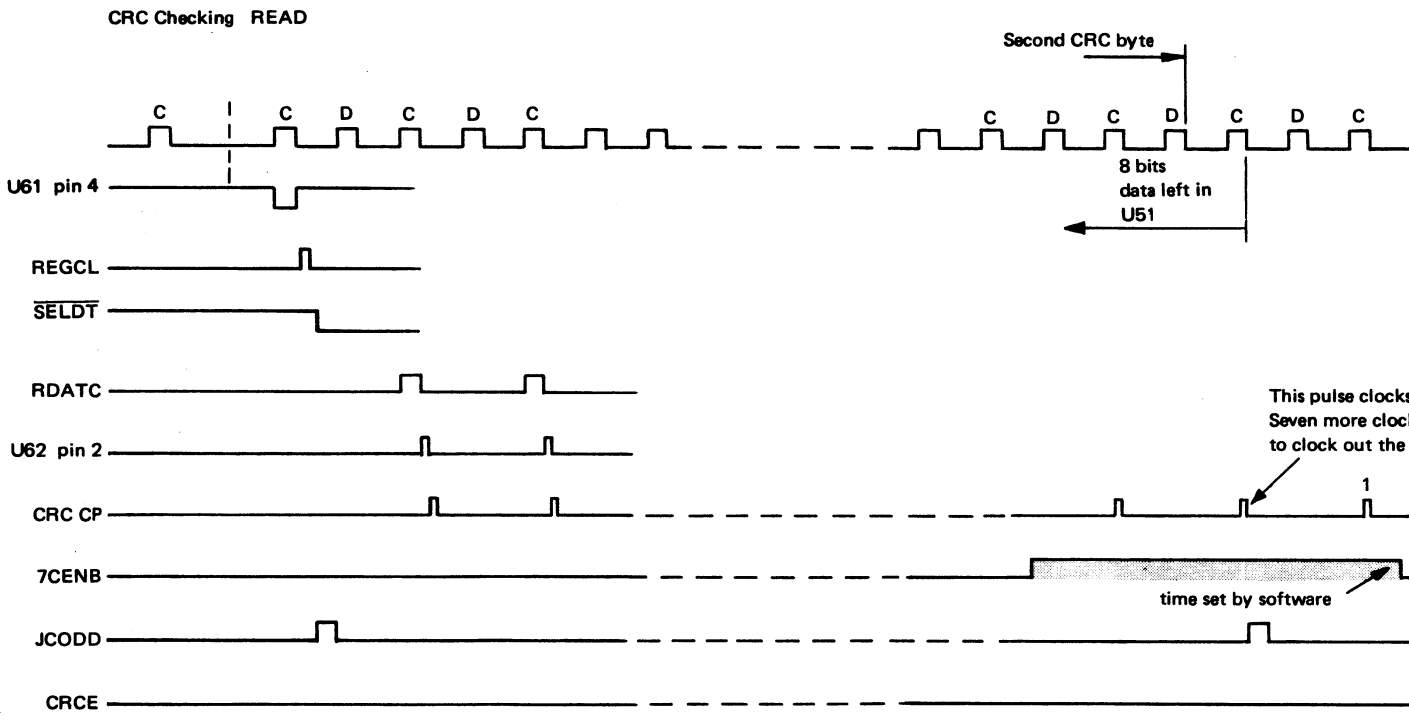 CRC Checking READ
Second CRC byte
C C D C D C C D C D C D C
U61 pin 4
8 bits
data left in
U51
REGCL
SELDT
RDATC
This pulse clocks
Seven more cloc
to clock out the
U62 pin 2
CRC CP
1
7CENB
time set by software
JCODD
CRCE